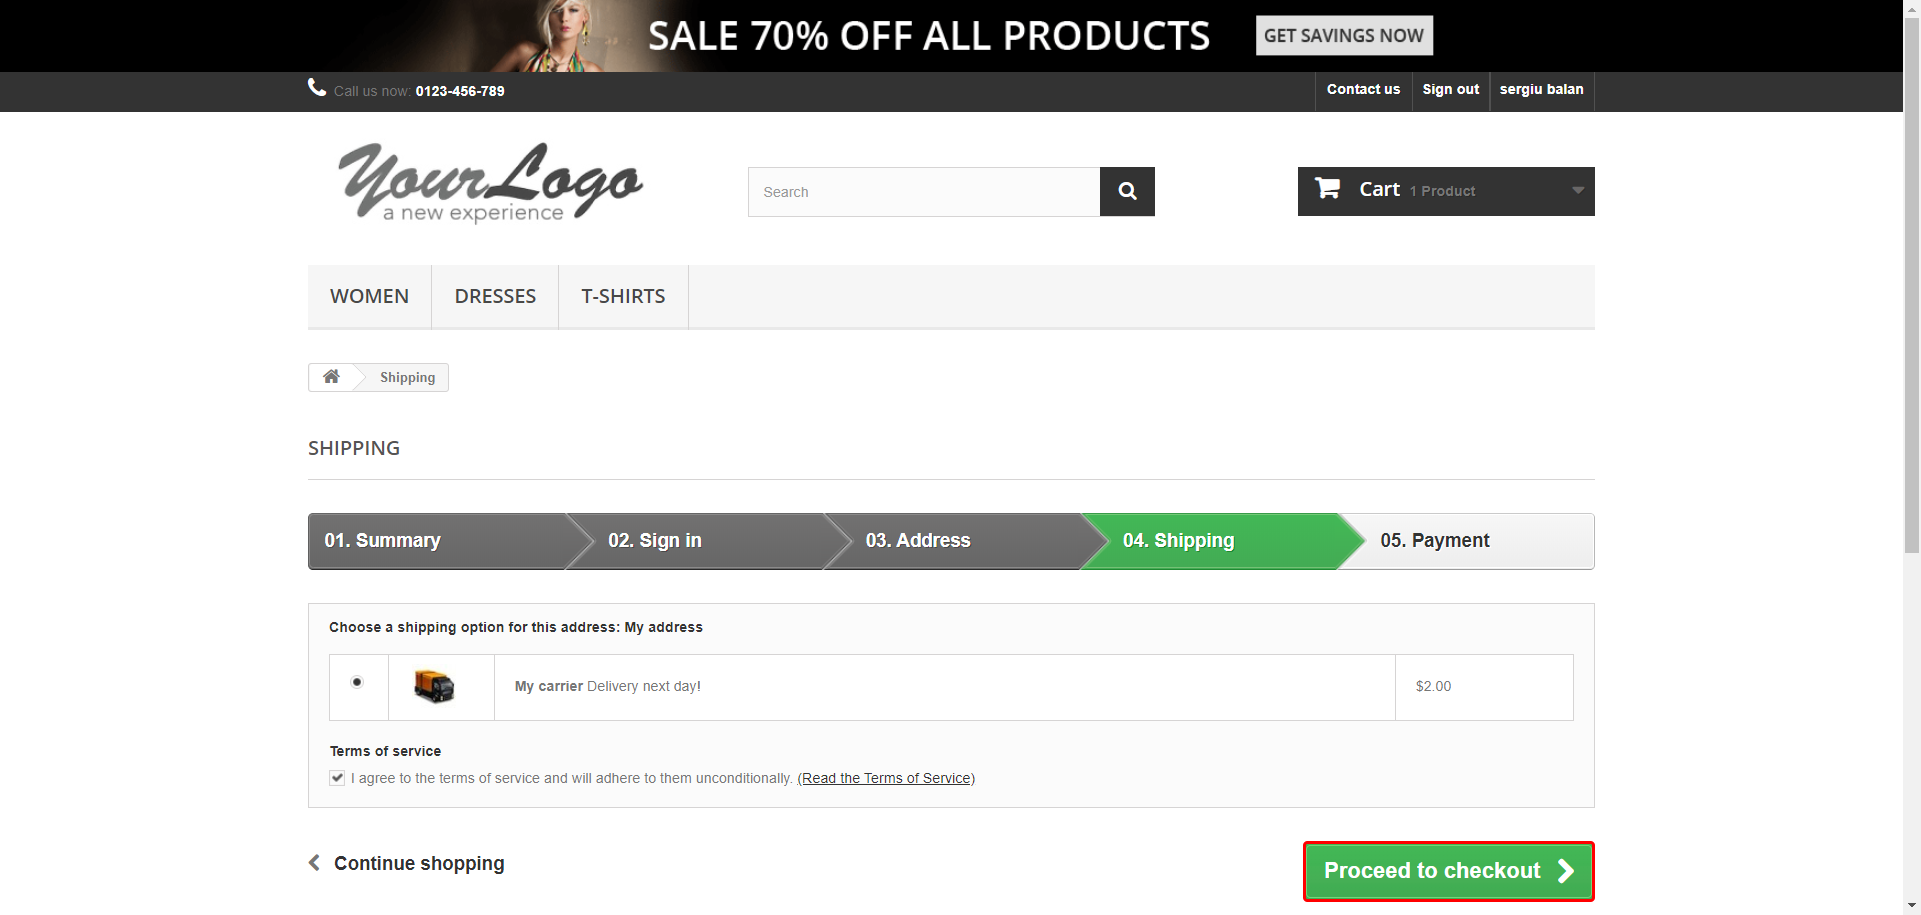 SALE 70% OFF ALL PRODUCTS GET SAVINGS NOW
Call us now: 0123-456-789 Contact us Sign out sergiu balan
YourLogo
a new experience
Search
Cart 1 Product
WOMEN DRESSES T-SHIRTS
Shipping
SHIPPING
01. Summary 02. Sign in 03. Address 04. Shipping 05. Payment
Choose a shipping option for this address: My address
My carrier Delivery next day! $2.00
Terms of service
I agree to the terms of service and will adhere to them unconditionally. (Read the Terms of Service)
Continue shopping Proceed to checkout